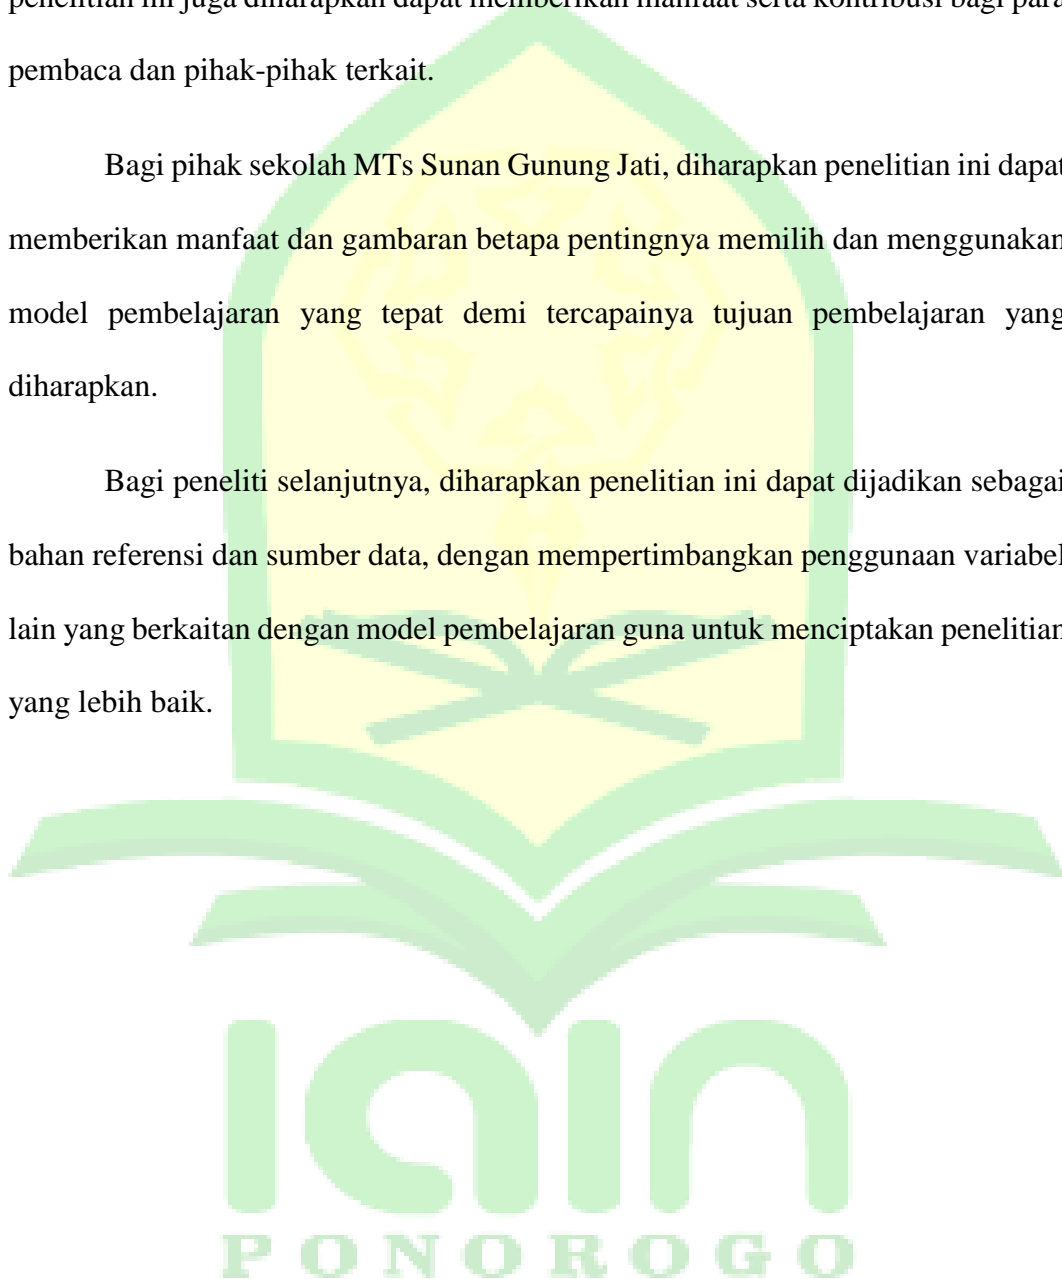 penelitian ini juga diharapkan dapat memberikan manfaat serta kontribusi bagi para
pembaca dan pihak-pihak terkait.
Bagi pihak sekolah MTs Sunan Gunung Jati, diharapkan penelitian ini dapat
memberikan manfaat dan gambaran betapa pentingnya memilih dan menggunakan
model pembelajaran yang tepat demi tercapainya tujuan pembelajaran yang
diharapkan.
Bagi peneliti selanjutnya, diharapkan penelitian ini dapat dijadikan sebagai
bahan referensi dan sumber data, dengan mempertimbangkan penggunaan variabel
lain yang berkaitan dengan model pembelajaran guna untuk menciptakan penelitian
yang lebih baik.
iain
PONOROGO